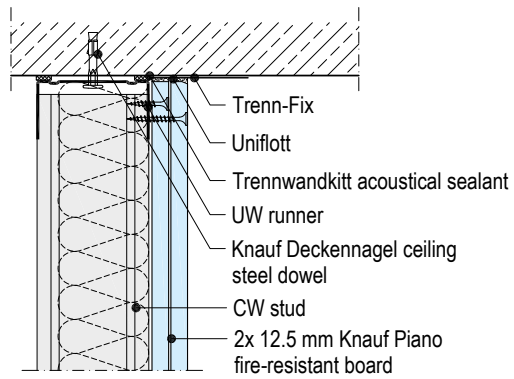 Trenn-Fix
Uniflott
Trennwandkitt acoustical sealant
UW runner
Knauf Deckennagel ceiling
steel dowel
CW stud
2x 12.5 mm Knauf Piano
fire-resistant board